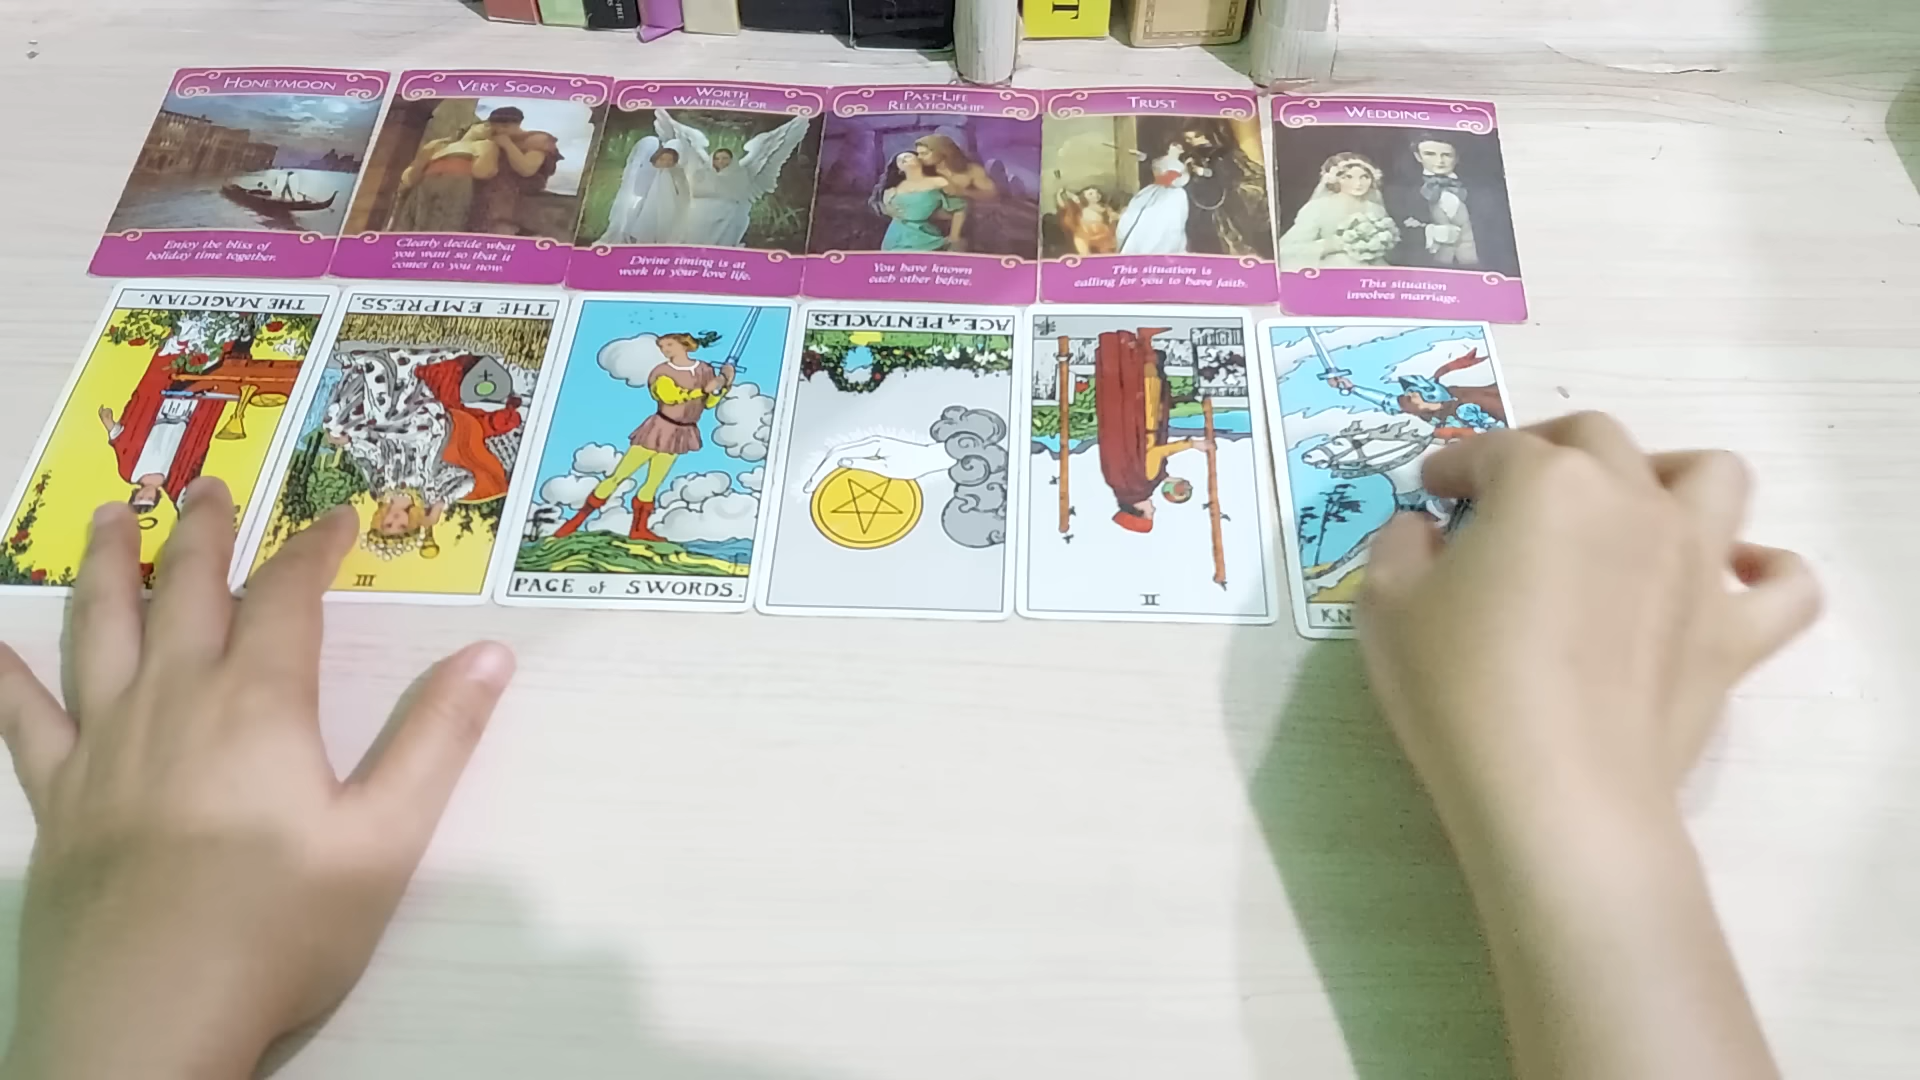 HONEYMOON
Enjoy the bliss of
holiday time together.
VERY SOON
Clearly decide what
you want so that it
comes to you now.
WORTH
WAITING FOR
Divine timing is at
work in your love life.
PAST-LIFE
RELATIONSHIP
You have known
each other before.
TRUST
This situation is
calling for you to have faith.
WEDDING
This situation
involves marriage.
THE MAGICIAN.
THE EMPRESS.
III
PAGE of SWORDS.
ACE of PENTACLES.
II
KN